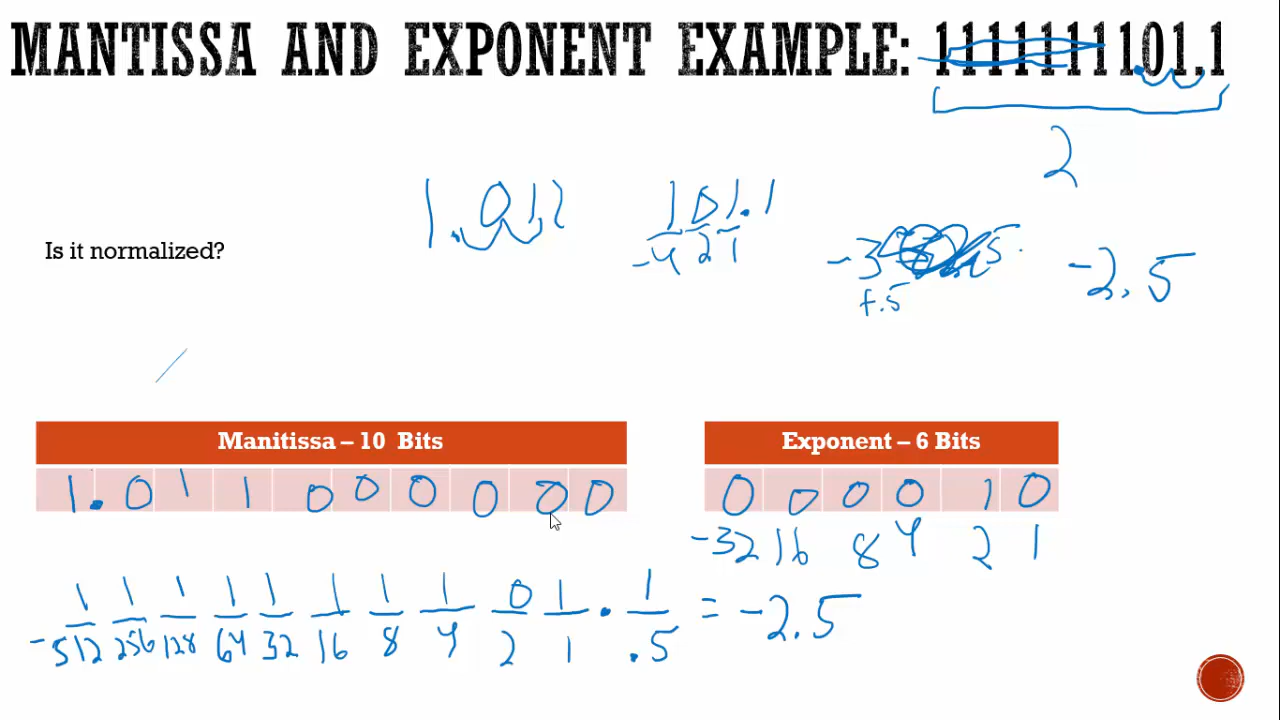 MANTISSA AND EXPONENT EXAMPLE: 1111111101.1
2
1.011 101.1
-4 2 1
Is it normalized?
-3 5 -2.5
+.5
Manitissa – 10 Bits Exponent – 6 Bits
1.0 1 1 0 0 0 0 0 0 0 0 0 0 1 0
-32 16 8 4 2 1
1 1 1 1 1 1 1 1 0 1 . 1 = -2.5
-512 256 128 64 32 16 8 4 2 1 .5